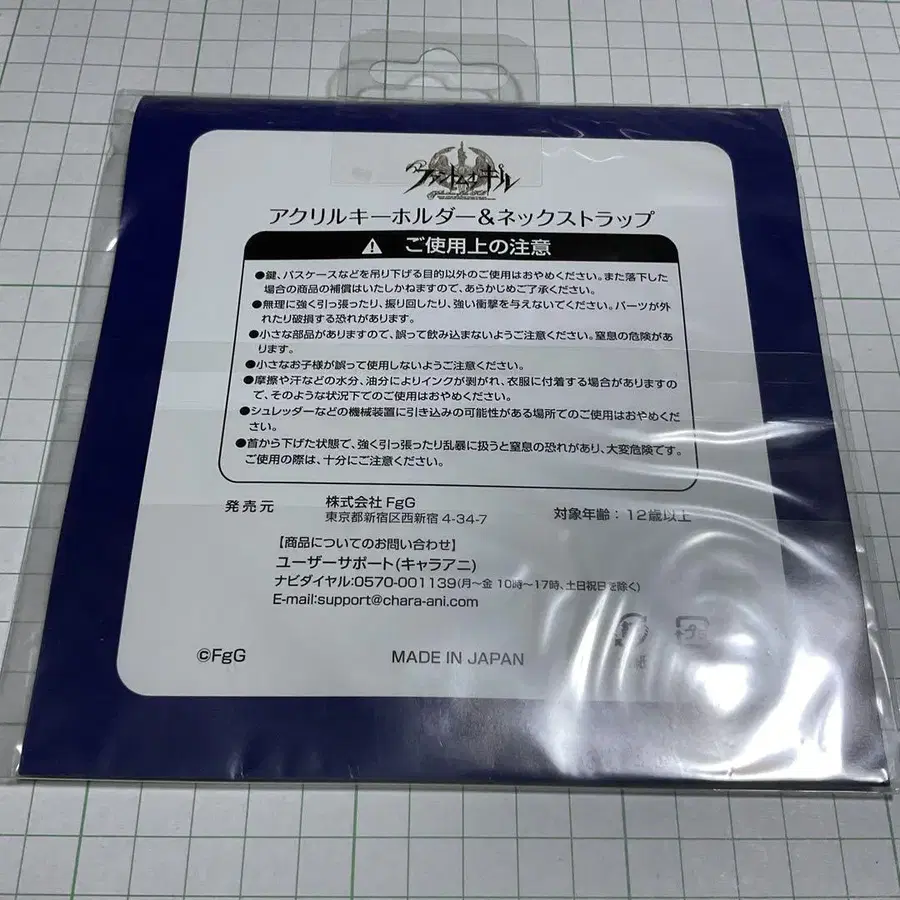 ファントム オブ キル
アクリルキーホルダー&ネックストラップ
ご使用上の注意
●鍵、パスケースなどを吊り下げる目的以外のご使用はおやめください。また落下した
場合の商品の補償はいたしかねますので、あらかじめご了承ください。
●無理に強く引っ張ったり、振り回したり、強い衝撃を与えないでください。パーツが外
れたり破損する恐れがあります。
●小さな部品がありますので、誤って飲み込まないようご注意ください。窒息の危険があ
ります。
●小さなお子様が誤って使用しないようご注意ください。
●摩擦や汗などの水分、油分によりインクが剥がれ、衣服に付着する場合がありますの
で、そのような状況下でのご使用はおやめください。
●シュレッダーなどの機械装置に引き込みの可能性がある場所でのご使用はおやめくだ
さい。
●首から下げた状態で、強く引っ張ったり乱暴に扱うと窒息の恐れがあり、大変危険です。
ご使用の際は、十分にご注意ください。
発売元 株式会社 FgG
東京都新宿区西新宿 4-34-7
対象年齢:12歳以上
【商品についてのお問い合わせ】
ユーザーサポート(キャラアニ)
ナビダイヤル:0570-001139(月〜金 10時〜17時、土日祝日を除く)
E-mail:support@chara-ani.com
紙
プラ
©FgG
MADE IN JAPAN